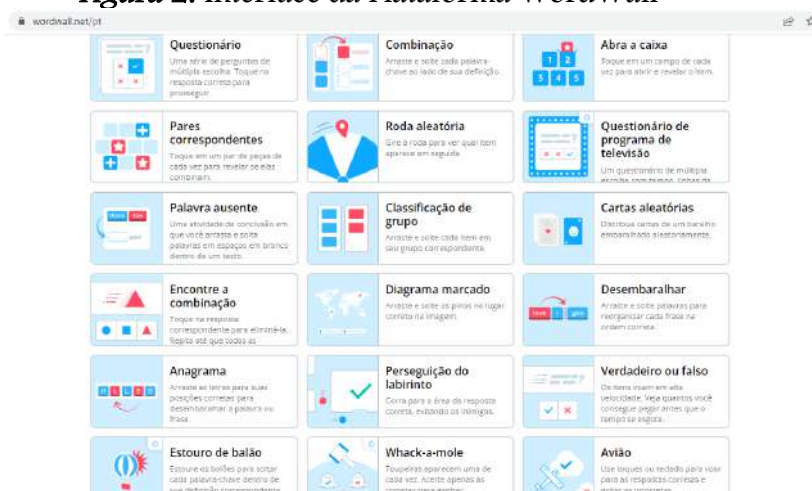 Figura 2: Interface da Plataforma WordWall
wordwall.net/pt
Questionário
Uma série de perguntas de
múltipla escolha. Toque na
resposta correta para
prosseguir.
Combinação
Arraste e solte cada palavra-
chave ao lado de sua definição.
Abra a caixa
Toque em um campo de cada
vez para abrir e revelar o item.
Pares
correspondentes
Toque em um par de peças de
cada vez para revelar se elas
combinam.
Roda aleatória
Gire a roda para ver qual item
aparece em seguida.
Questionário de
programa de
televisão
Um questionário de múltipla
escolha com tempo, linhas de
Palavra ausente
Uma atividade de conclusão em
que você arrasta e solta
palavras em espaços em branco
dentro de um texto.
Classificação de
grupo
Arraste e solte cada item em
seu grupo correspondente.
Cartas aleatórias
Distribua cartas de um baralho
embaralhado aleatoriamente.
Encontre a
combinação
Toque na resposta
correspondente para eliminá-la.
Repita até que todas as
Diagrama marcado
Arraste e solte os pinos no lugar
correto na imagem.
Desembaralhar
Arraste e solte palavras para
reorganizar cada frase na
ordem correta.
Anagrama
Arraste as letras para suas
posições corretas para
desembaralhar a palavra ou
frase.
Perseguição do
labirinto
Corra para a área da resposta
correta, evitando os inimigos.
Verdadeiro ou falso
Os itens voam em alta
velocidade. Veja quantos você
consegue pegar antes que o
tempo se esgote.
Estouro de balão
Estoure os balões para soltar
cada palavra-chave dentro de
sua definição correspondente.
Whack-a-mole
Toupeiras aparecem uma de
cada vez. Acerte apenas as
corretas para ganhar.
Avião
Use toques ou teclado para voar
para as respostas corretas e